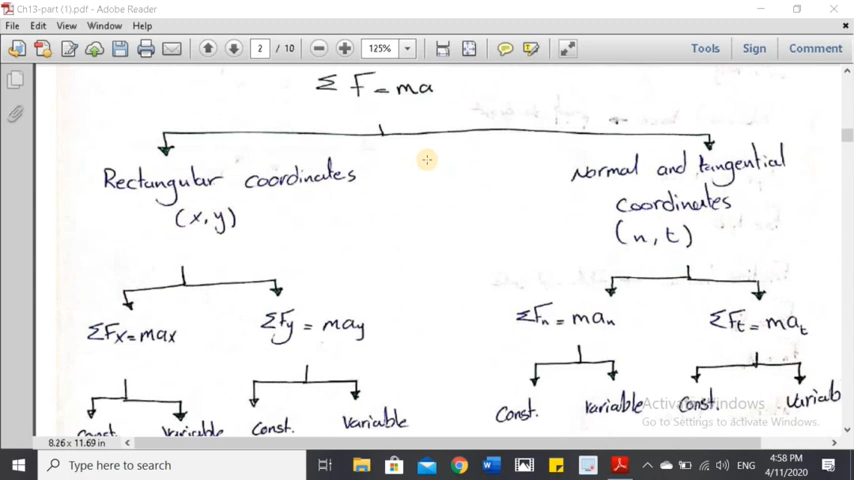 Ch13-part (1).pdf - Adobe Reader
File Edit View Window Help
2 / 10 125% Tools Sign Comment
Σ F = ma
Rectangular coordinates
(x, y)
Normal and tangential
coordinates
(n, t)
ΣFx = max
ΣFy = may
ΣFn = man
ΣFt = mat
Const. Variable
Const. Variable
Const. Variable
Const. Variab
Activate Windows
Go to Settings to activate Windows.
8.26 x 11.69 in
Type here to search
ENG
4:58 PM
4/11/2020